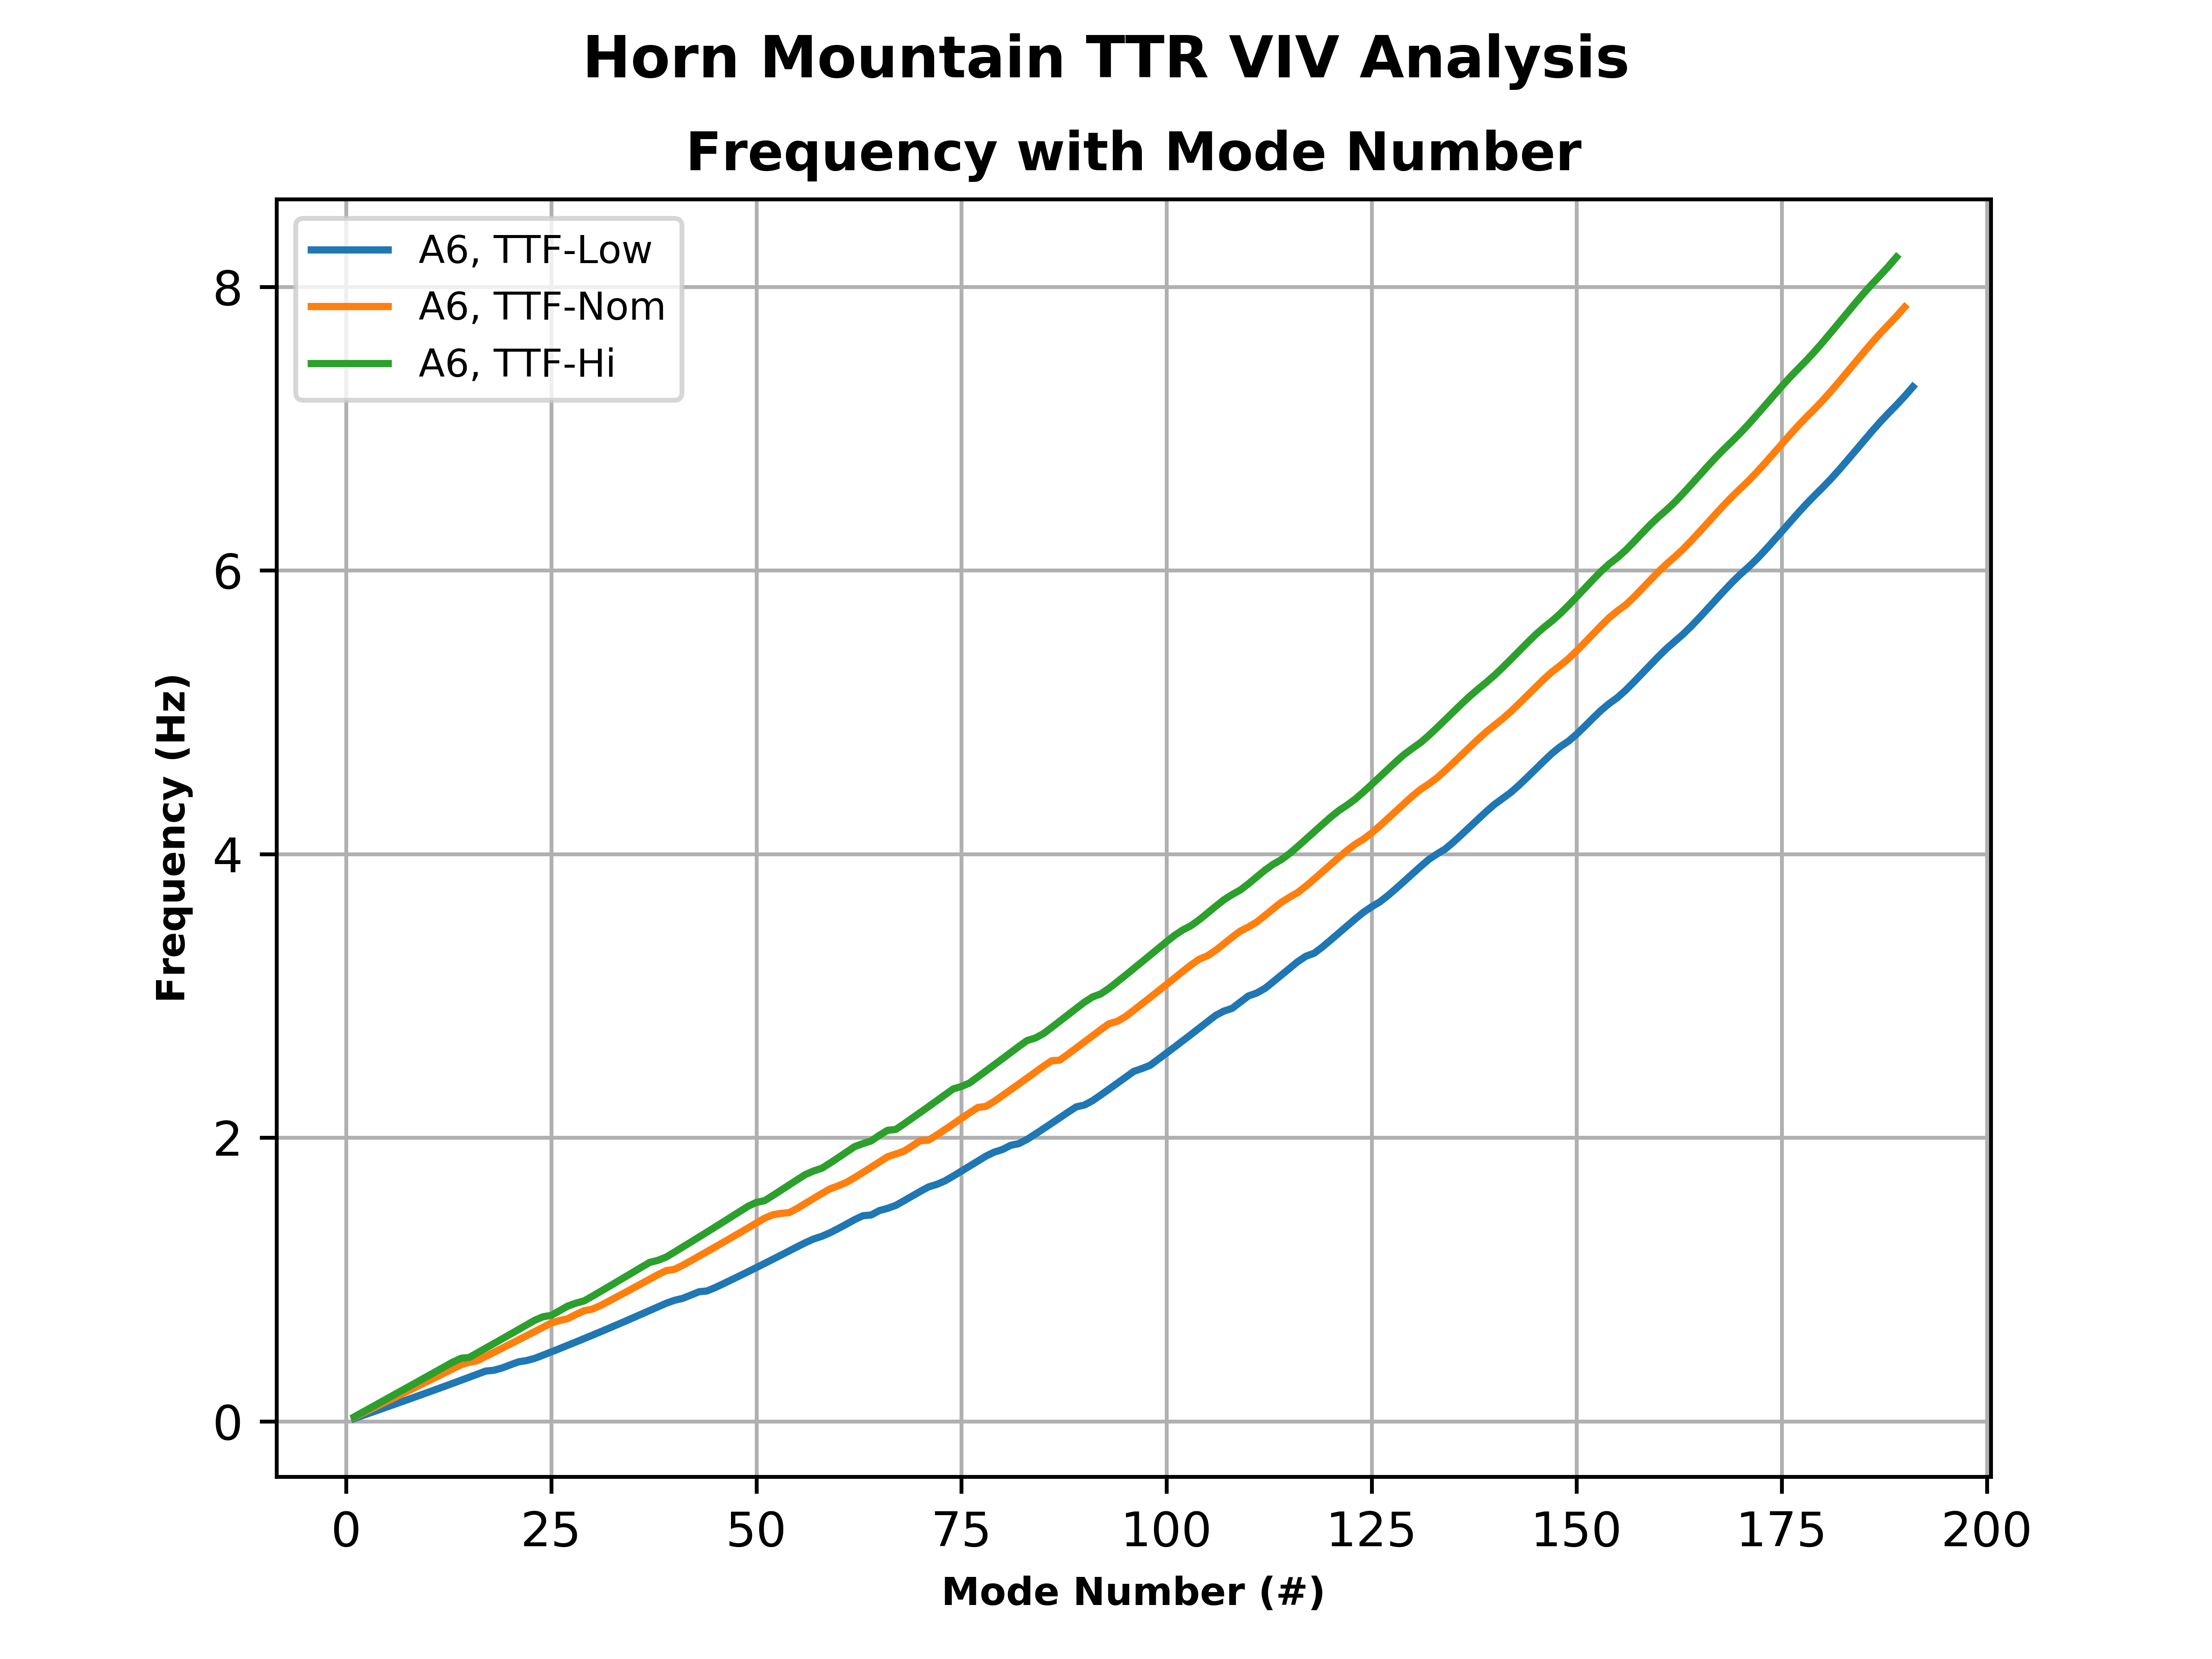 Horn Mountain TTR VIV Analysis
Frequency with Mode Number
A6, TTF-Low
A6, TTF-Nom
A6, TTF-Hi
8
6
4
2
0
Frequency (Hz)
0 25 50 75 100 125 150 175 200
Mode Number (#)